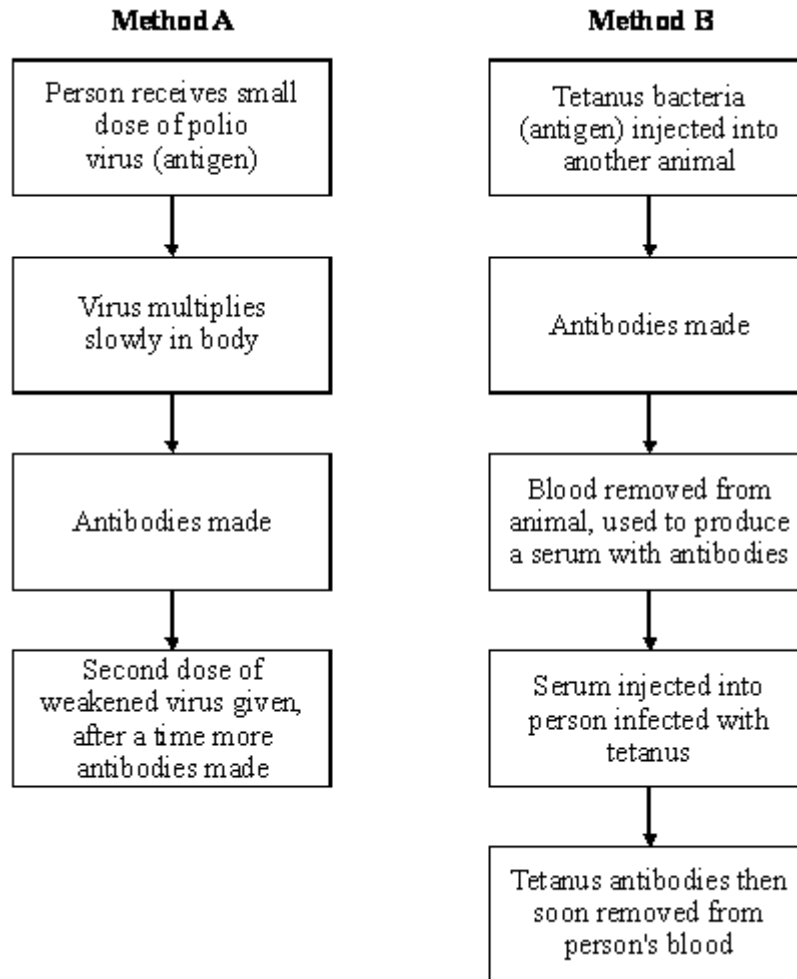 Method A
Person receives small
dose of polio
virus (antigen)
Virus multiplies
slowly in body
Antibodies made
Second dose of
weakened virus given,
after a time more
antibodies made
Method B
Tetanus bacteria
(antigen) injected into
another animal
Antibodies made
Blood removed from
animal, used to produce
a serum with antibodies
Serum injected into
person infected with
tetanus
Tetanus antibodies then
soon removed from
person's blood